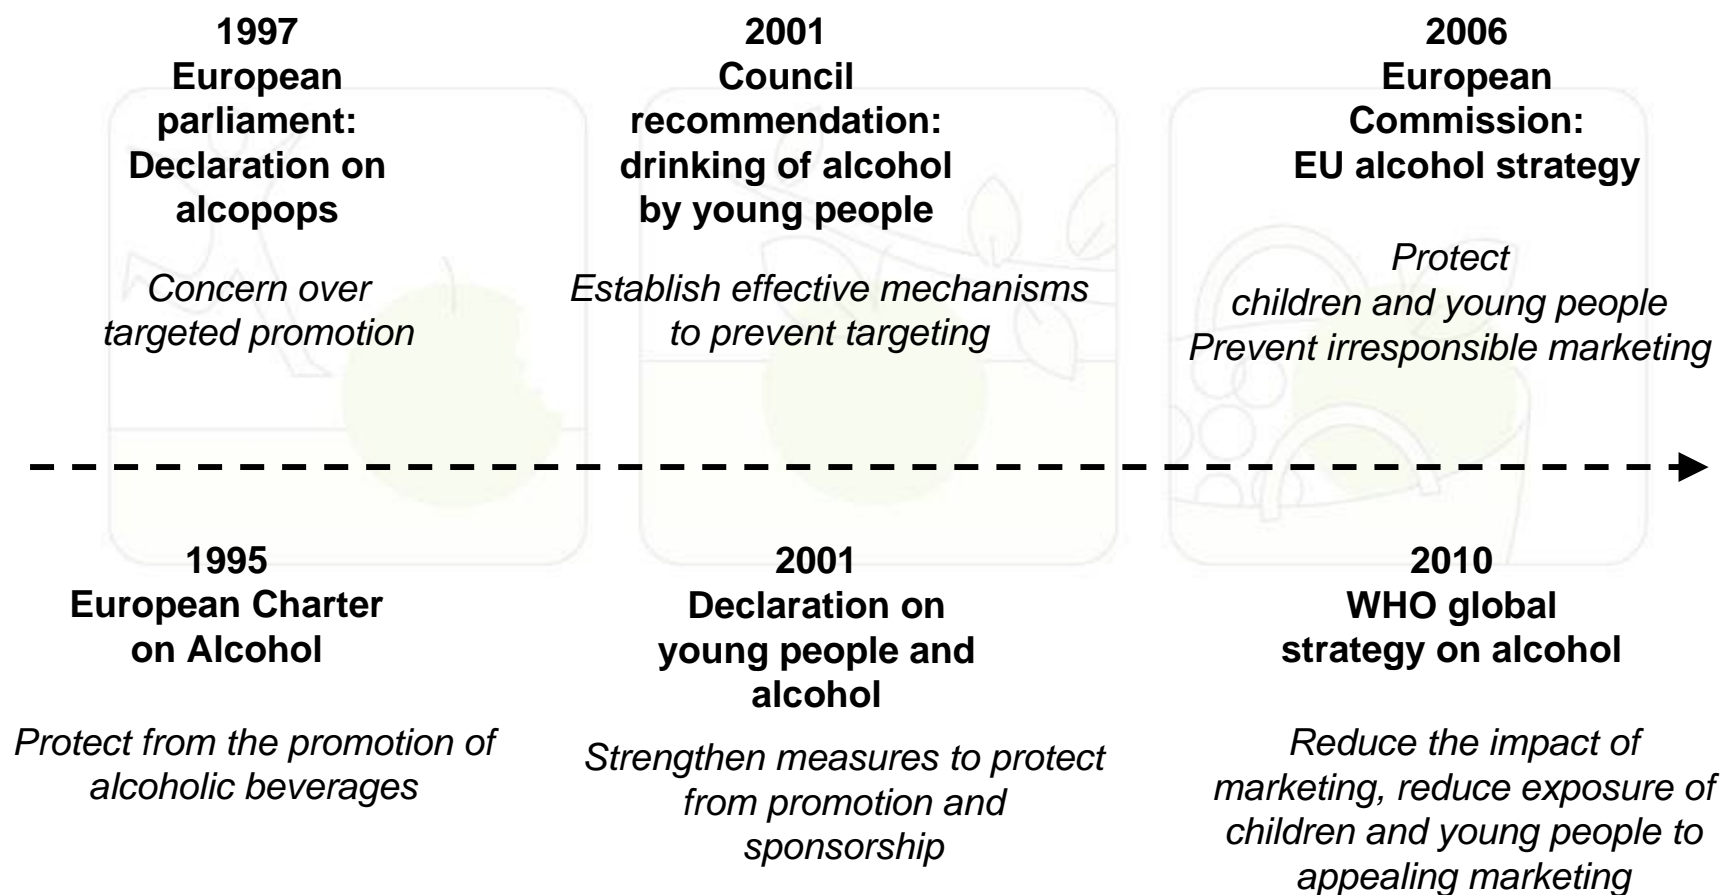 1997
European
parliament:
Declaration on
alcopops
Concern over
targeted promotion
2001
Council
recommendation:
drinking of alcohol
by young people
Establish effective mechanisms
to prevent targeting
2006
European
Commission:
EU alcohol strategy
Protect
children and young people
Prevent irresponsible marketing
1995
European Charter
on Alcohol
Protect from the promotion of
alcoholic beverages
2001
Declaration on
young people and
alcohol
Strengthen measures to protect
from promotion and
sponsorship
2010
WHO global
strategy on alcohol
Reduce the impact of
marketing, reduce exposure of
children and young people to
appealing marketing